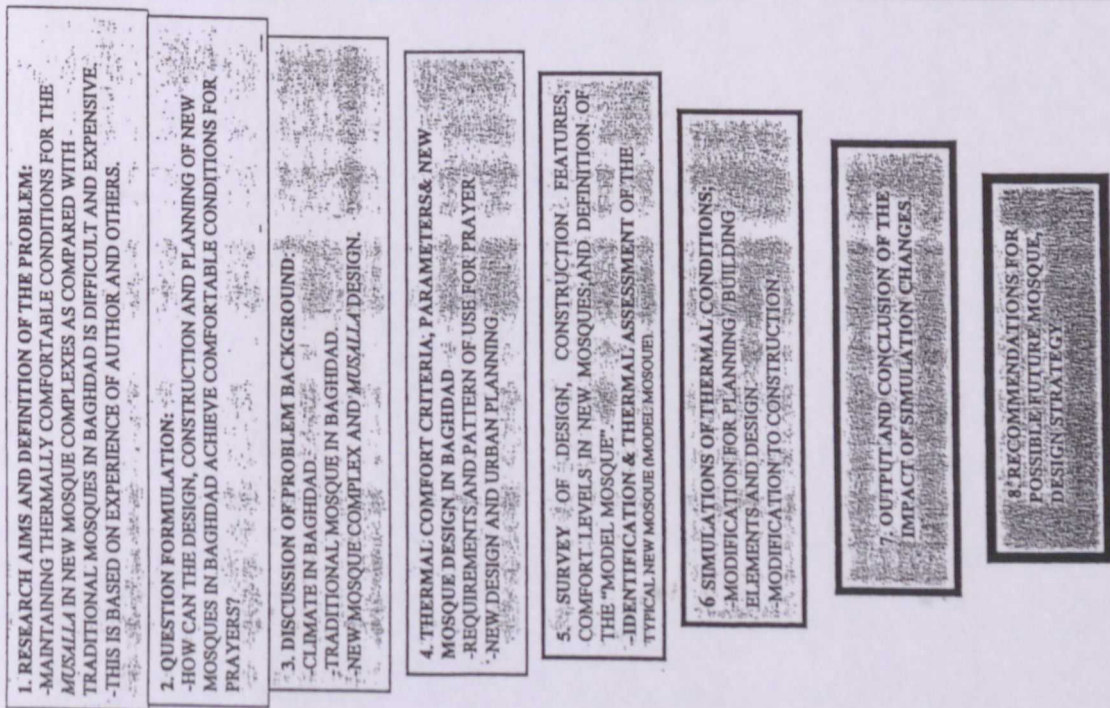 1. RESEARCH AIMS AND DEFINITION OF THE PROBLEM:
-MAINTAINING THERMALLY COMFORTABLE CONDITIONS FOR THE
MUSALLA IN NEW MOSQUE COMPLEXES AS COMPARED WITH
TRADITIONAL MOSQUES IN BAGHDAD IS DIFFICULT AND EXPENSIVE.
-THIS IS BASED ON EXPERIENCE OF AUTHOR AND OTHERS.
2. QUESTION FORMULATION:
-HOW CAN THE DESIGN, CONSTRUCTION AND PLANNING OF NEW
MOSQUES IN BAGHDAD ACHIEVE COMFORTABLE CONDITIONS FOR
PRAYERS?
3. DISCUSSION OF PROBLEM BACKGROUND:
-CLIMATE IN BAGHDAD.
-TRADITIONAL MOSQUE IN BAGHDAD.
-NEW MOSQUE COMPLEX AND MUSALLA DESIGN.
4. THERMAL COMFORT CRITERIA, PARAMETERS & NEW
MOSQUE DESIGN IN BAGHDAD
-REQUIREMENTS, AND PATTERN OF USE FOR PRAYER
-NEW DESIGN AND URBAN PLANNING
5. SURVEY OF DESIGN, CONSTRUCTION FEATURES,
COMFORT LEVELS IN NEW MOSQUES; AND DEFINITION OF
THE "MODEL MOSQUE".
-IDENTIFICATION & THERMAL ASSESSMENT OF THE
TYPICAL NEW MOSQUE (MODEL MOSQUE).
6 SIMULATIONS OF THERMAL CONDITIONS;
-MODIFICATION FOR PLANNING / BUILDING
ELEMENTS AND DESIGN
-MODIFICATION TO CONSTRUCTION
7. OUTPUT AND CONCLUSION OF THE
IMPACT OF SIMULATION CHANGES.
8. RECOMMENDATIONS FOR
POSSIBLE FUTURE MOSQUE,
DESIGN STRATEGY